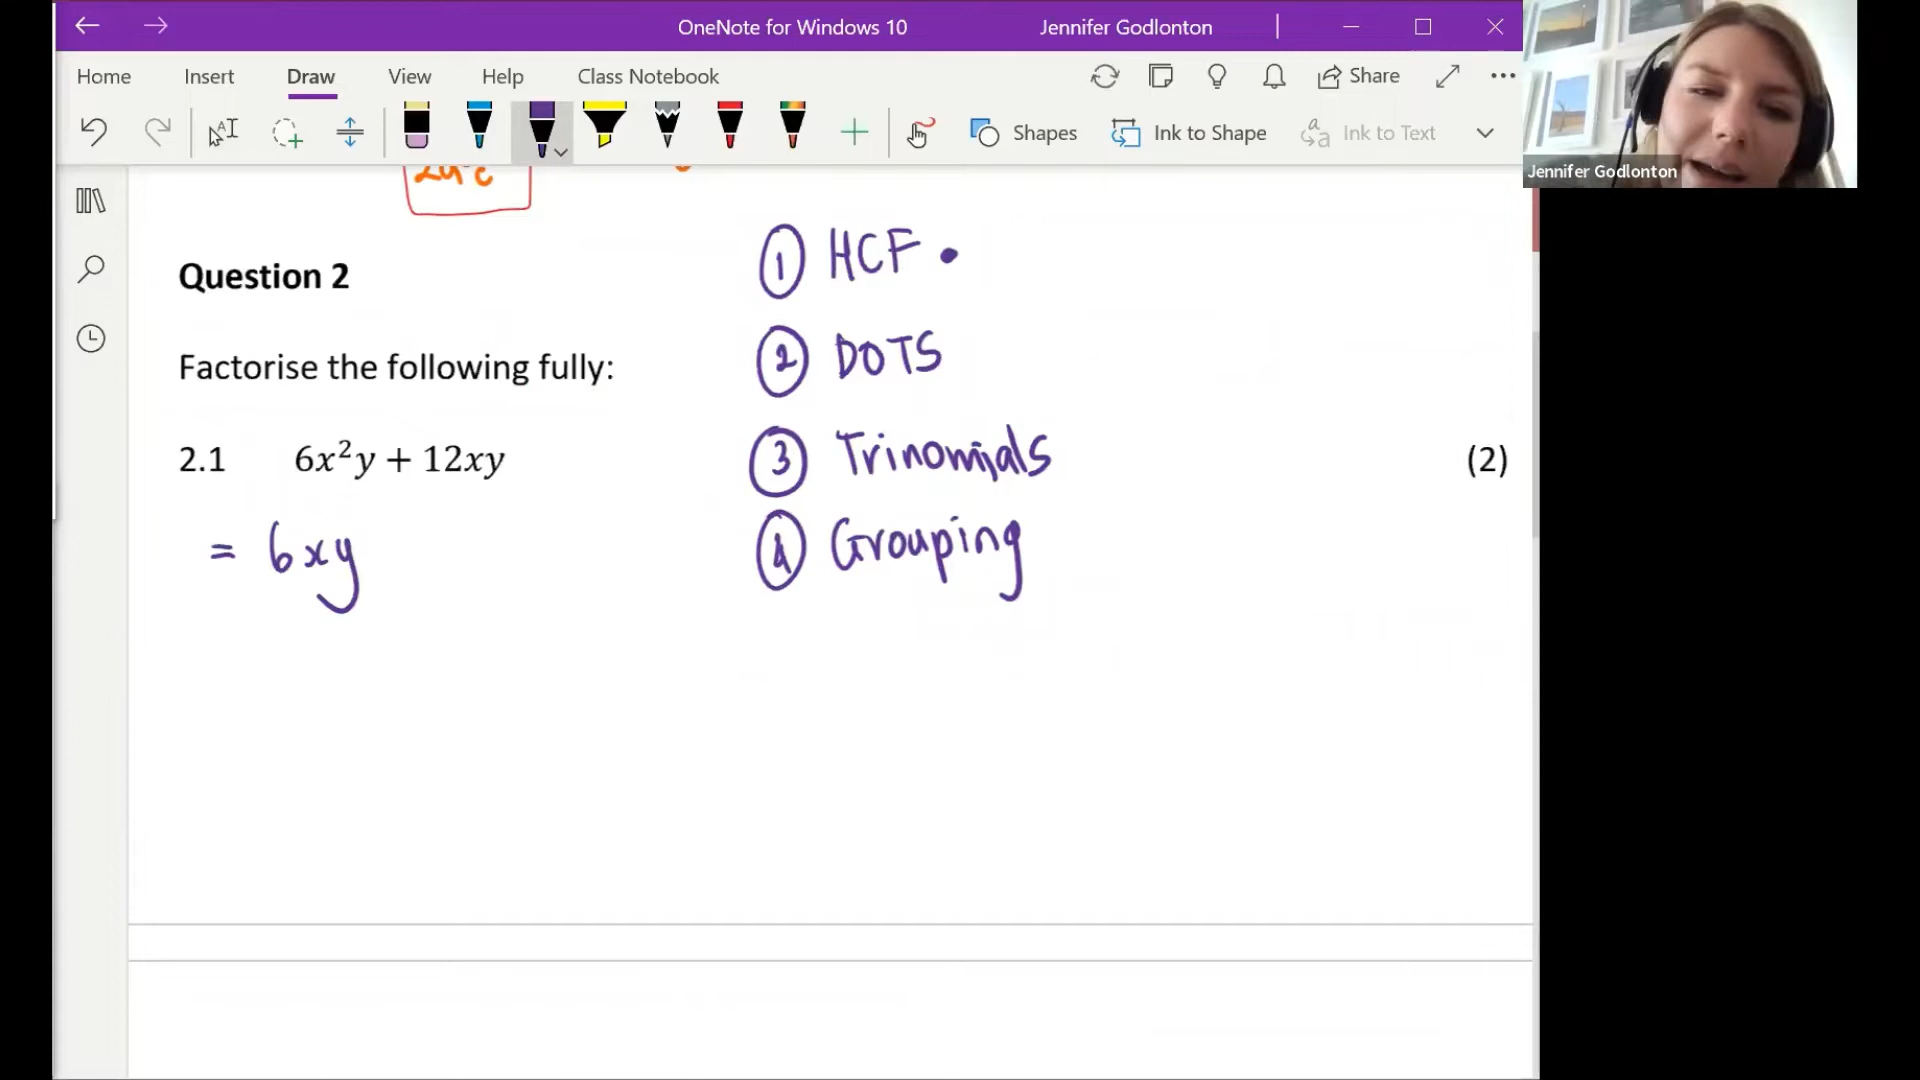 OneNote for Windows 10
Jennifer Godlonton
Home Insert Draw View Help Class Notebook
Share
Shapes Ink to Shape Ink to Text
Jennifer Godlonton
① HCF •
Question 2
② DOTS
Factorise the following fully:
③ Trinomials
2.1 6x²y + 12xy (2)
④ Grouping
= 6xy